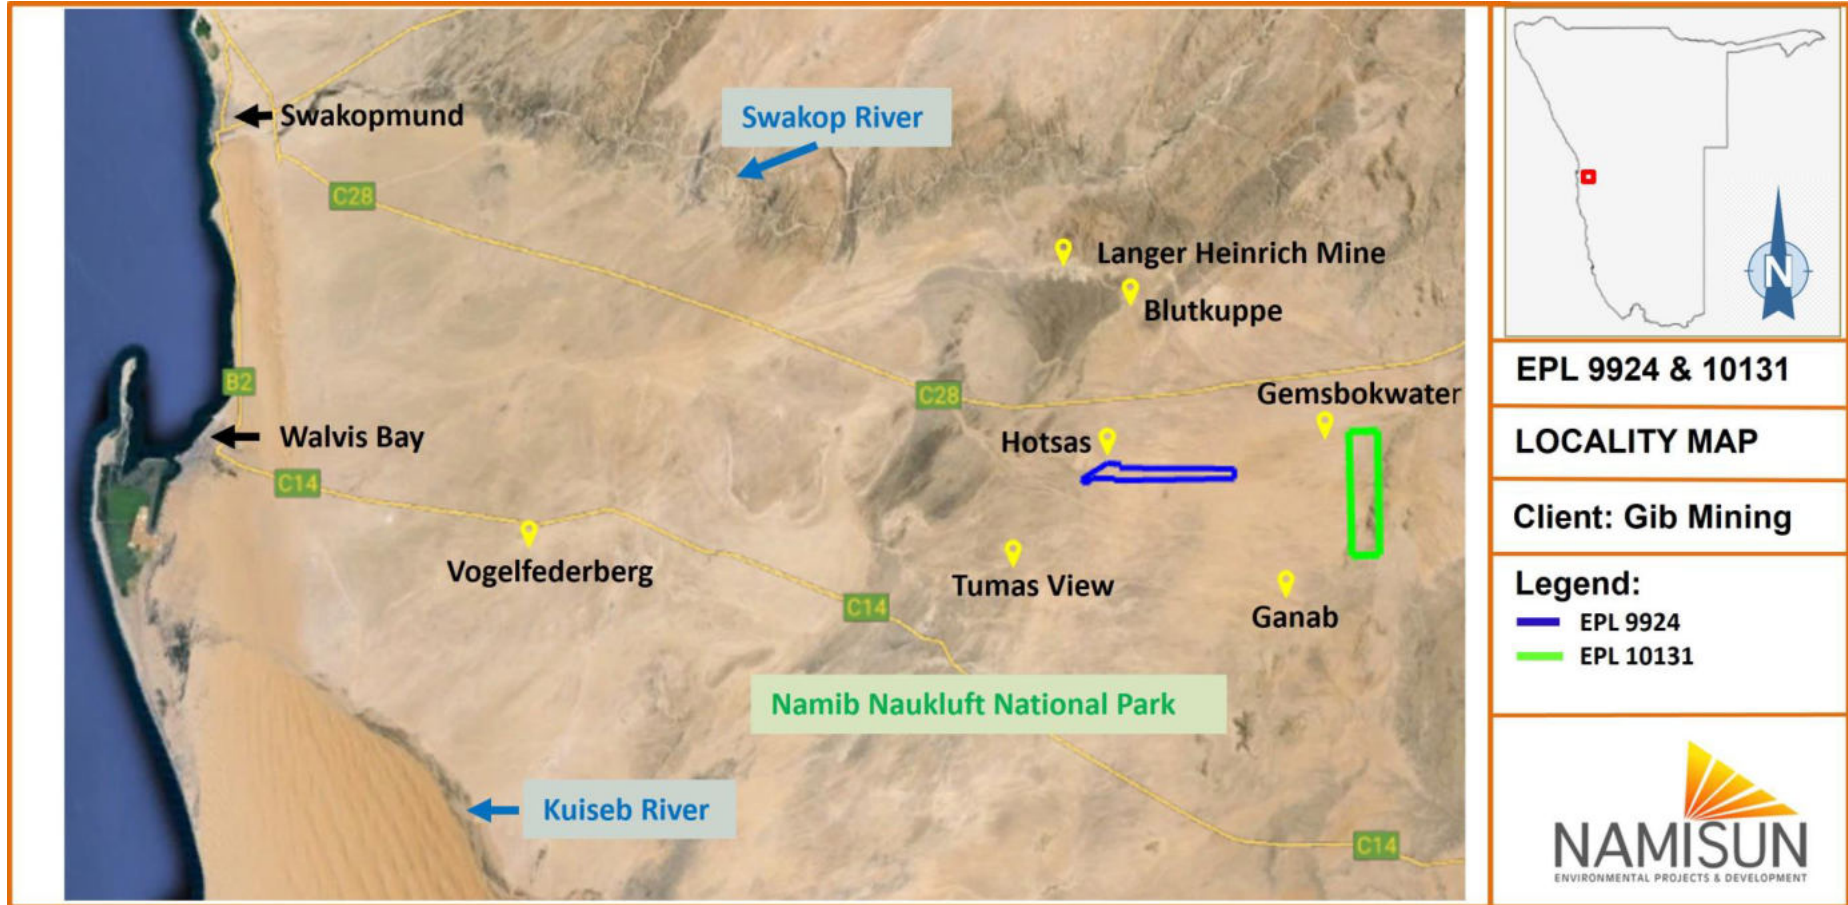 Swakopmund
Swakop River
C28
Langer Heinrich Mine
Blutkuppe
B2
C28
Gemsbokwater
Walvis Bay
Hotsas
C14
Vogelfederberg
Tumas View
C14
Ganab
Namib Naukluft National Park
Kuiseb River
C14
N
EPL 9924 & 10131
LOCALITY MAP
Client: Gib Mining
Legend:
EPL 9924
EPL 10131
NAMISUN
ENVIRONMENTAL PROJECTS & DEVELOPMENT